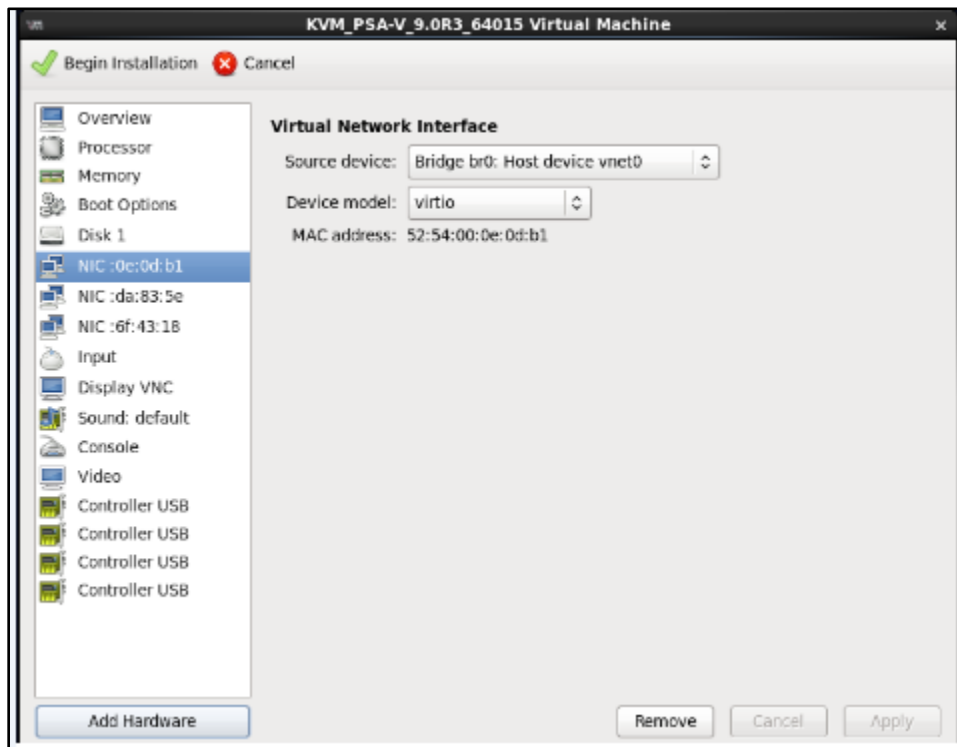 KVM_PSA-V_9.0R3_64015 Virtual Machine
Begin Installation Cancel
Overview
Processor
Memory
Boot Options
Disk 1
NIC :0e:0d:b1
NIC :da:83:5e
NIC :6f:43:18
Input
Display VNC
Sound: default
Console
Video
Controller USB
Controller USB
Controller USB
Controller USB
Add Hardware
Virtual Network Interface
Source device: Bridge br0: Host device vnet0
Device model: virtio
MAC address: 52:54:00:0e:0d:b1
Remove Cancel Apply